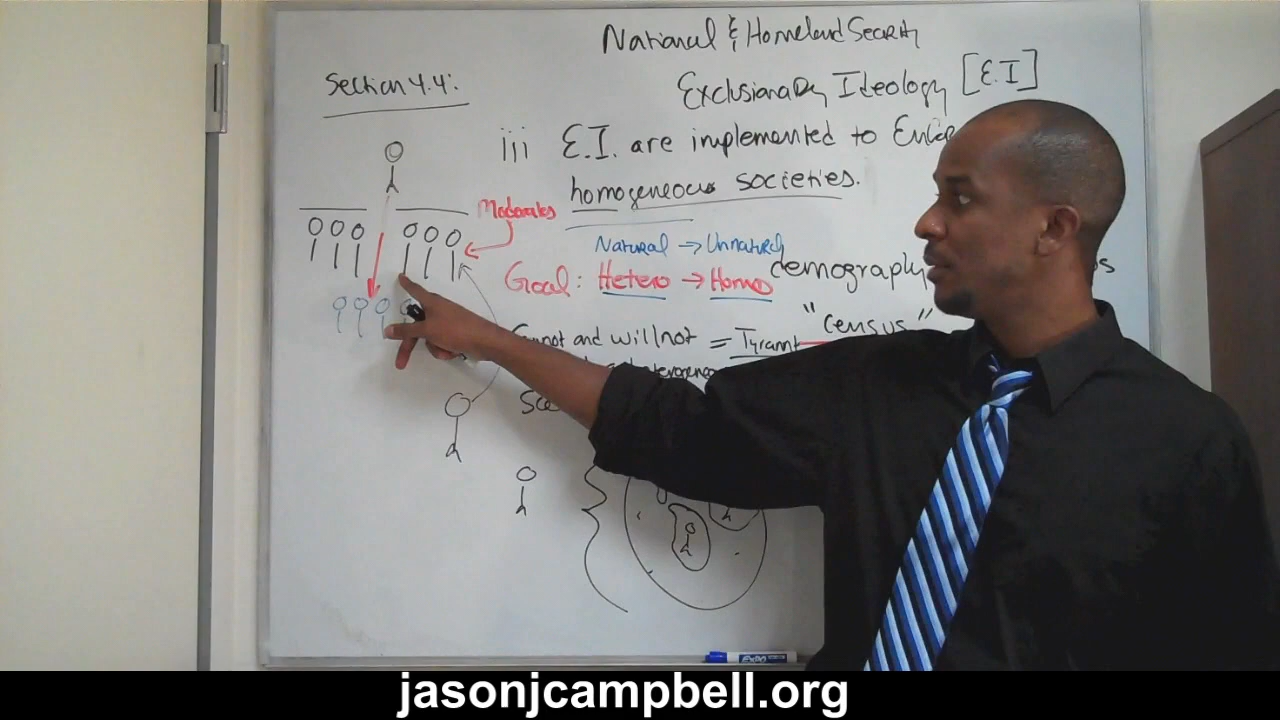 National & Homeland Security
Section 4.4:
Exclusionary Ideology [E.I]
iii E.I. are implemented to
homogeneous societies.
Moderates
Natural → Unnatural
Goal: Hetero → Homo
demography
"census"
and will not = Tyrant
EXPO
jasonjcampbell.org